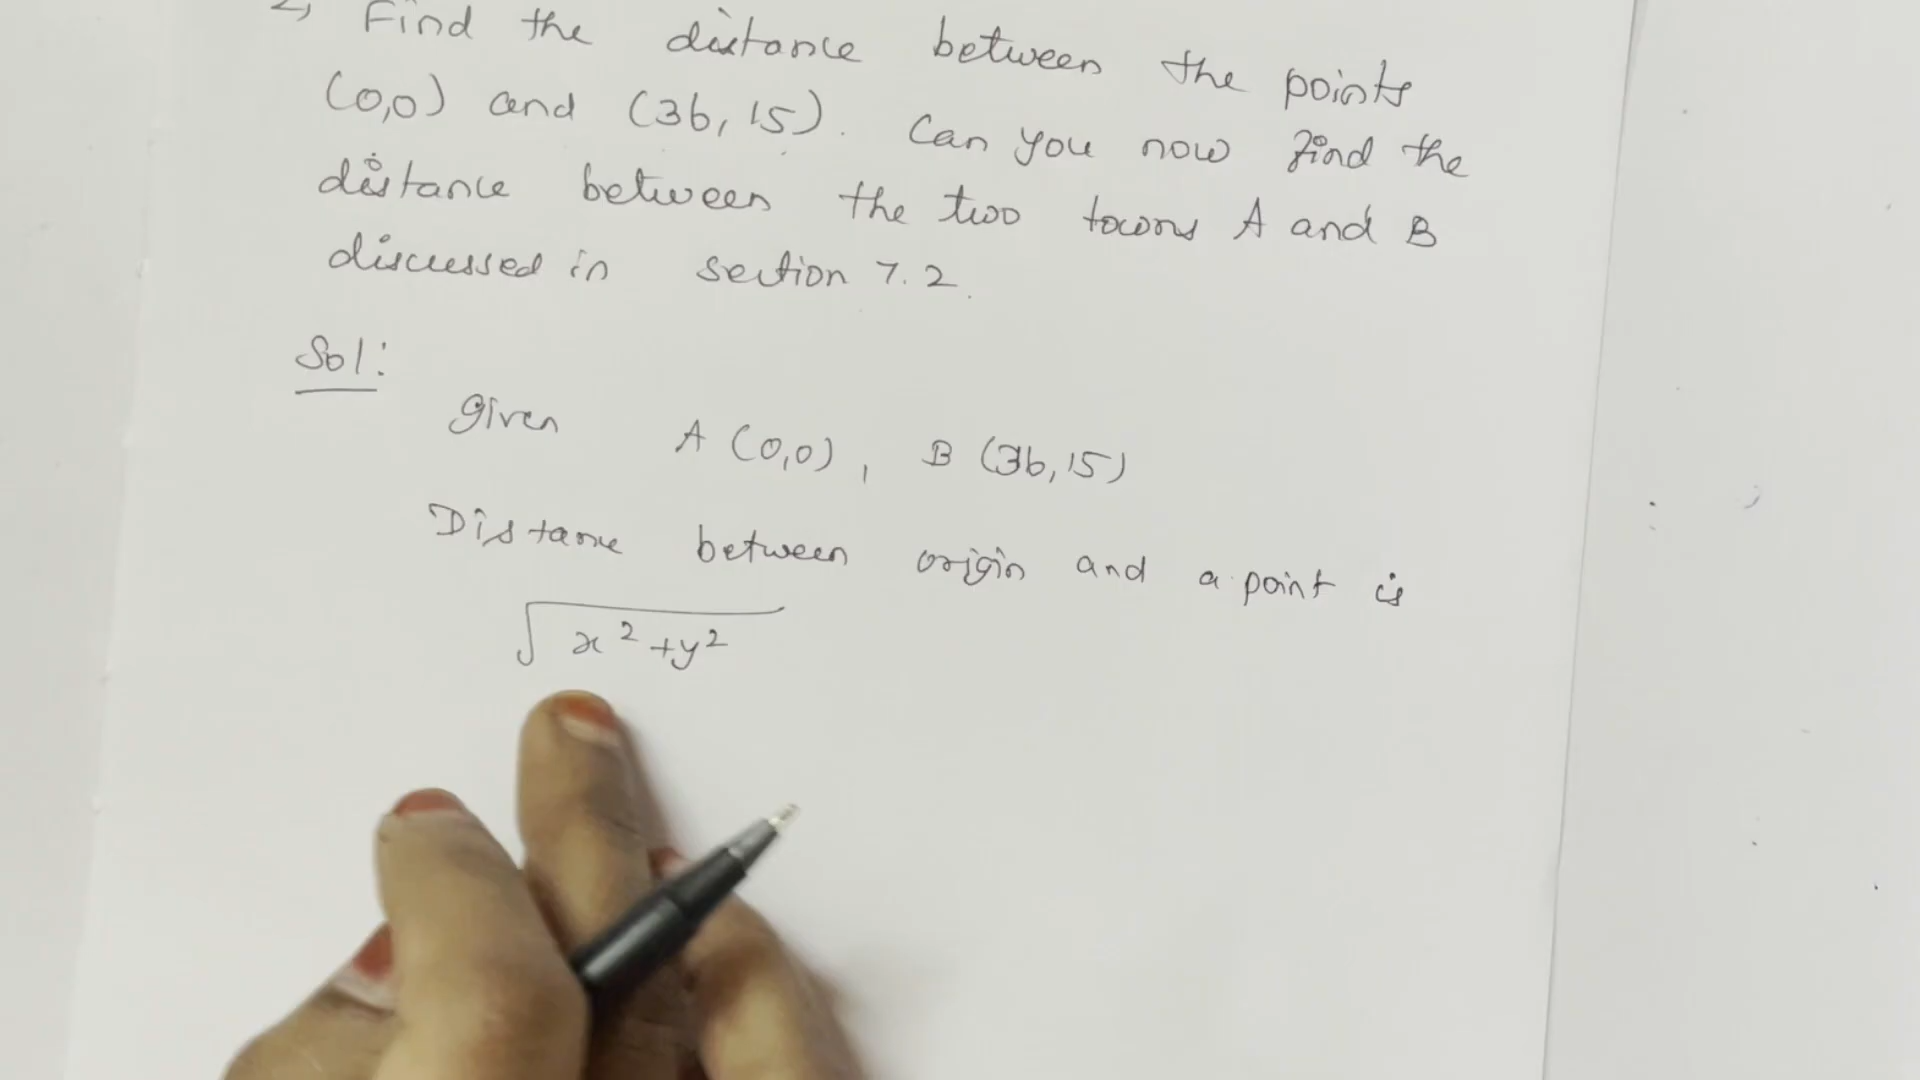 2) Find the distance between the points
(0,0) and (36,15). Can you now find the
distance between the two towns A and B
discussed in section 7.2.
Sol:
Given A (0,0), B (36,15)
Distance between origin and a point is
√x²+y²